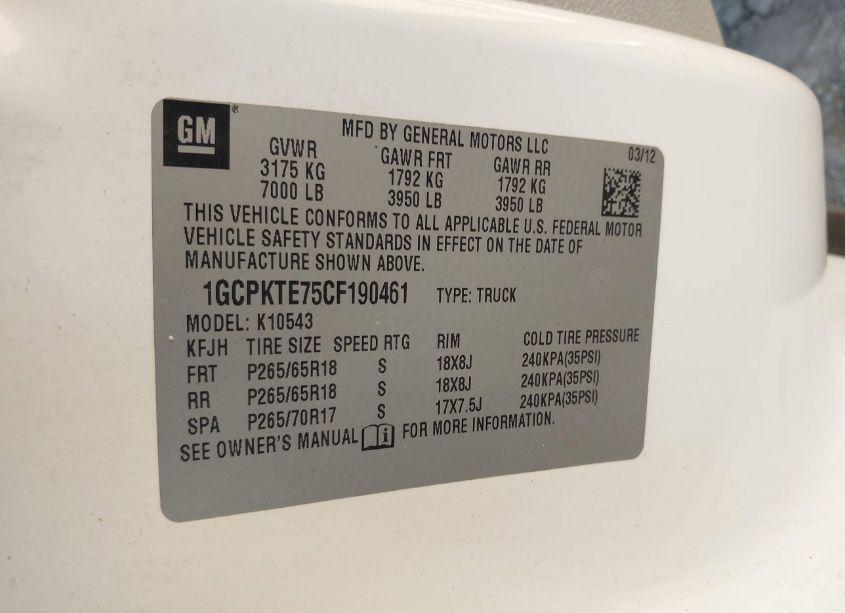 GM®
MFD BY GENERAL MOTORS LLC 03/12
GVWR GAWR FRT GAWR RR
3175 KG 1792 KG 1792 KG
7000 LB 3950 LB 3950 LB
THIS VEHICLE CONFORMS TO ALL APPLICABLE U.S. FEDERAL MOTOR
VEHICLE SAFETY STANDARDS IN EFFECT ON THE DATE OF
MANUFACTURE SHOWN ABOVE.
1GCPKTE75CF190461 TYPE: TRUCK
MODEL: K10543
KFJH TIRE SIZE SPEED RTG RIM COLD TIRE PRESSURE
FRT P265/65R18 S 18X8J 240KPA(35PSI)
RR P265/65R18 S 18X8J 240KPA(35PSI)
SPA P265/70R17 S 17X7.5J 240KPA(35PSI)
SEE OWNER'S MANUAL FOR MORE INFORMATION.